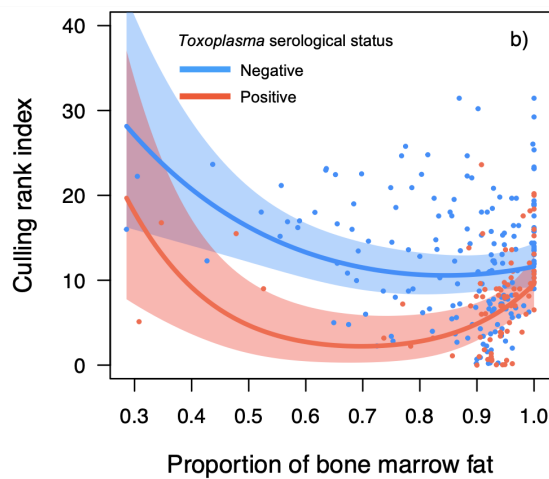 Toxoplasma serological status
b)
Negative
Positive
Culling rank index
40
30
20
10
0
0.3 0.4 0.5 0.6 0.7 0.8 0.9 1.0
Proportion of bone marrow fat